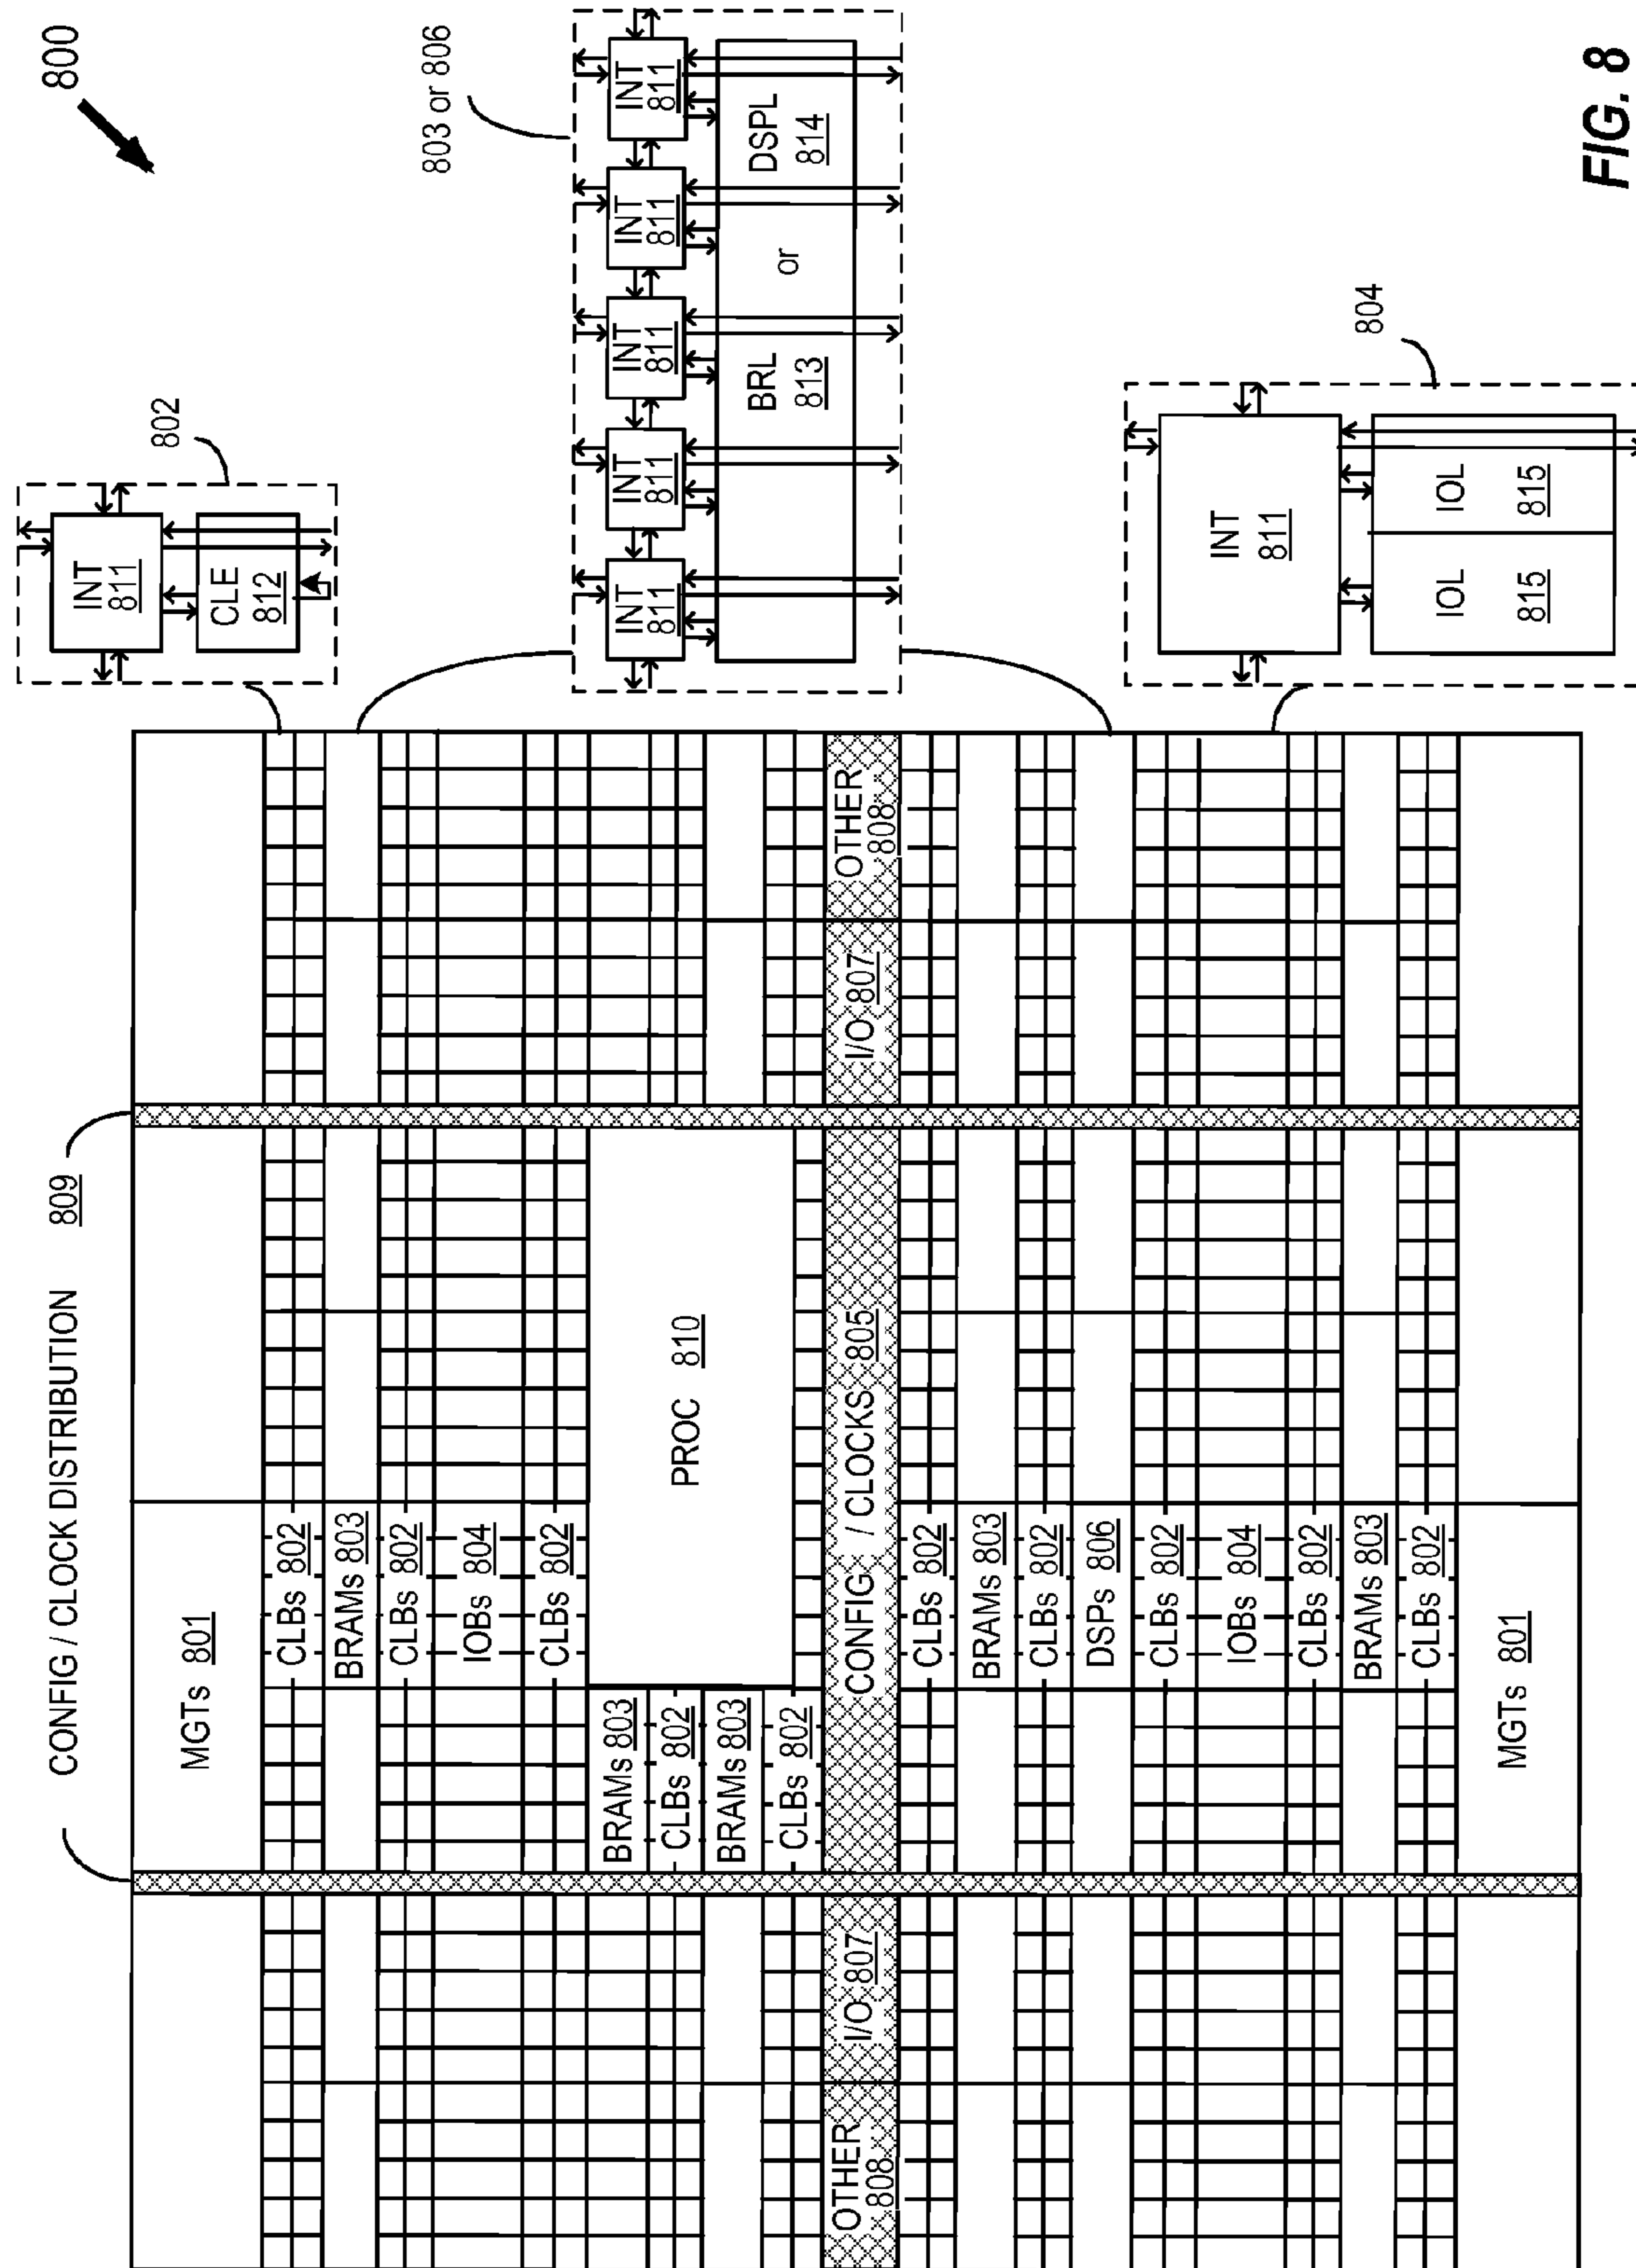 800
CONFIG / CLOCK DISTRIBUTION 809
MGTs 801
CLBs 802
BRAMs 803
CLBs 802
IOBs 804
CLBs 802
BRAMs 803
CLBs 802
BRAMs 803
CLBs 802
PROC 810
OTHER
808
I/O 807
CONFIG / CLOCKS 805
I/O 807
OTHER
808
CLBs 802
BRAMs 803
CLBs 802
DSPs 806
CLBs 802
IOBs 804
CLBs 802
BRAMs 803
CLBs 802
MGTs 801
802
INT
811
CLE
812
803 or 806
INT
811
INT
811
INT
811
INT
811
INT
811
BRL
813
or
DSPL
814
804
INT
811
IOL
815
IOL
815
FIG. 8